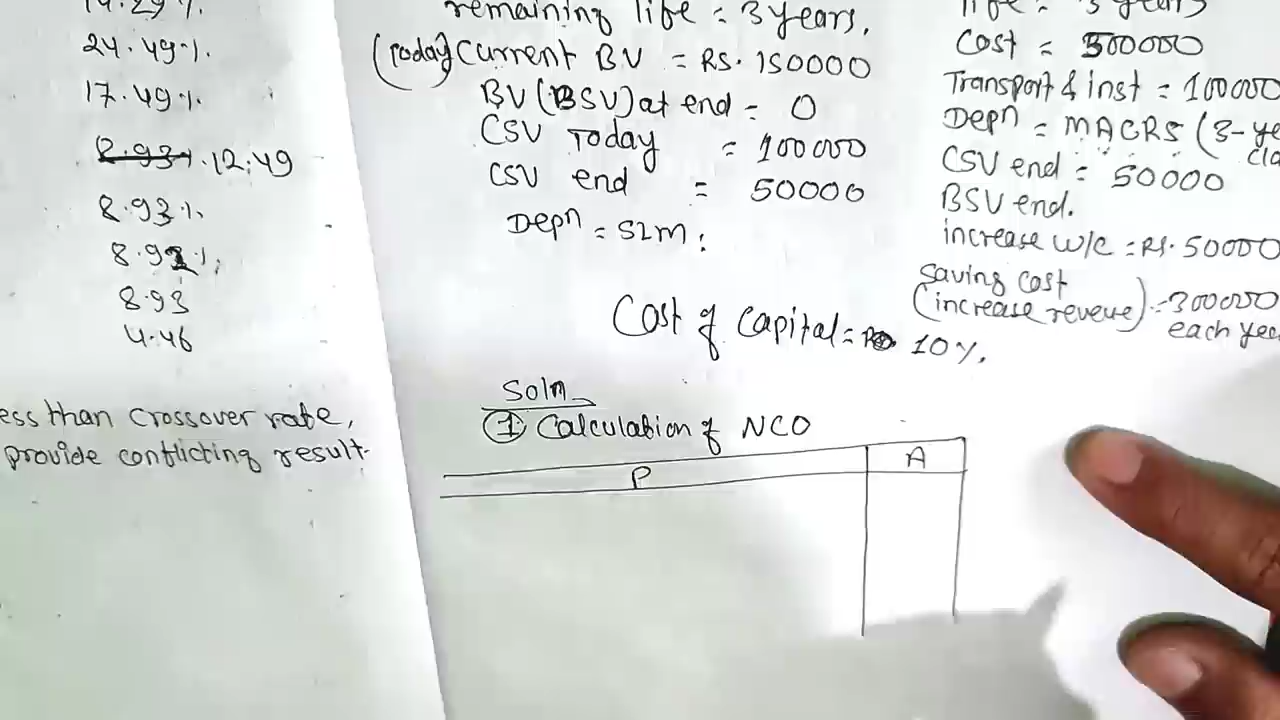 14.29%.
24.49%.
17.49%
8.93%. 12.49
8.93%.
8.93%.
8.93
4.46
ess than crossover rate,
provide conflicting result.
remaining life = 3 years.
(Today) Current BV = RS. 150000
BV (BSV) at end = 0
CSV Today = 100000
CSV end = 50000
Depn = SLM.
life = 3 years
Cost = 500000
Transport & inst = 100000
Depn = MACRS (3-ye
cla
CSV end = 50000
BSV end.
increase w/c = RS. 50000
Saving cost
(increase reveue) = 300000
each yea
Cost of capital = 10%.
Soln
① Calculation of NCO
P A